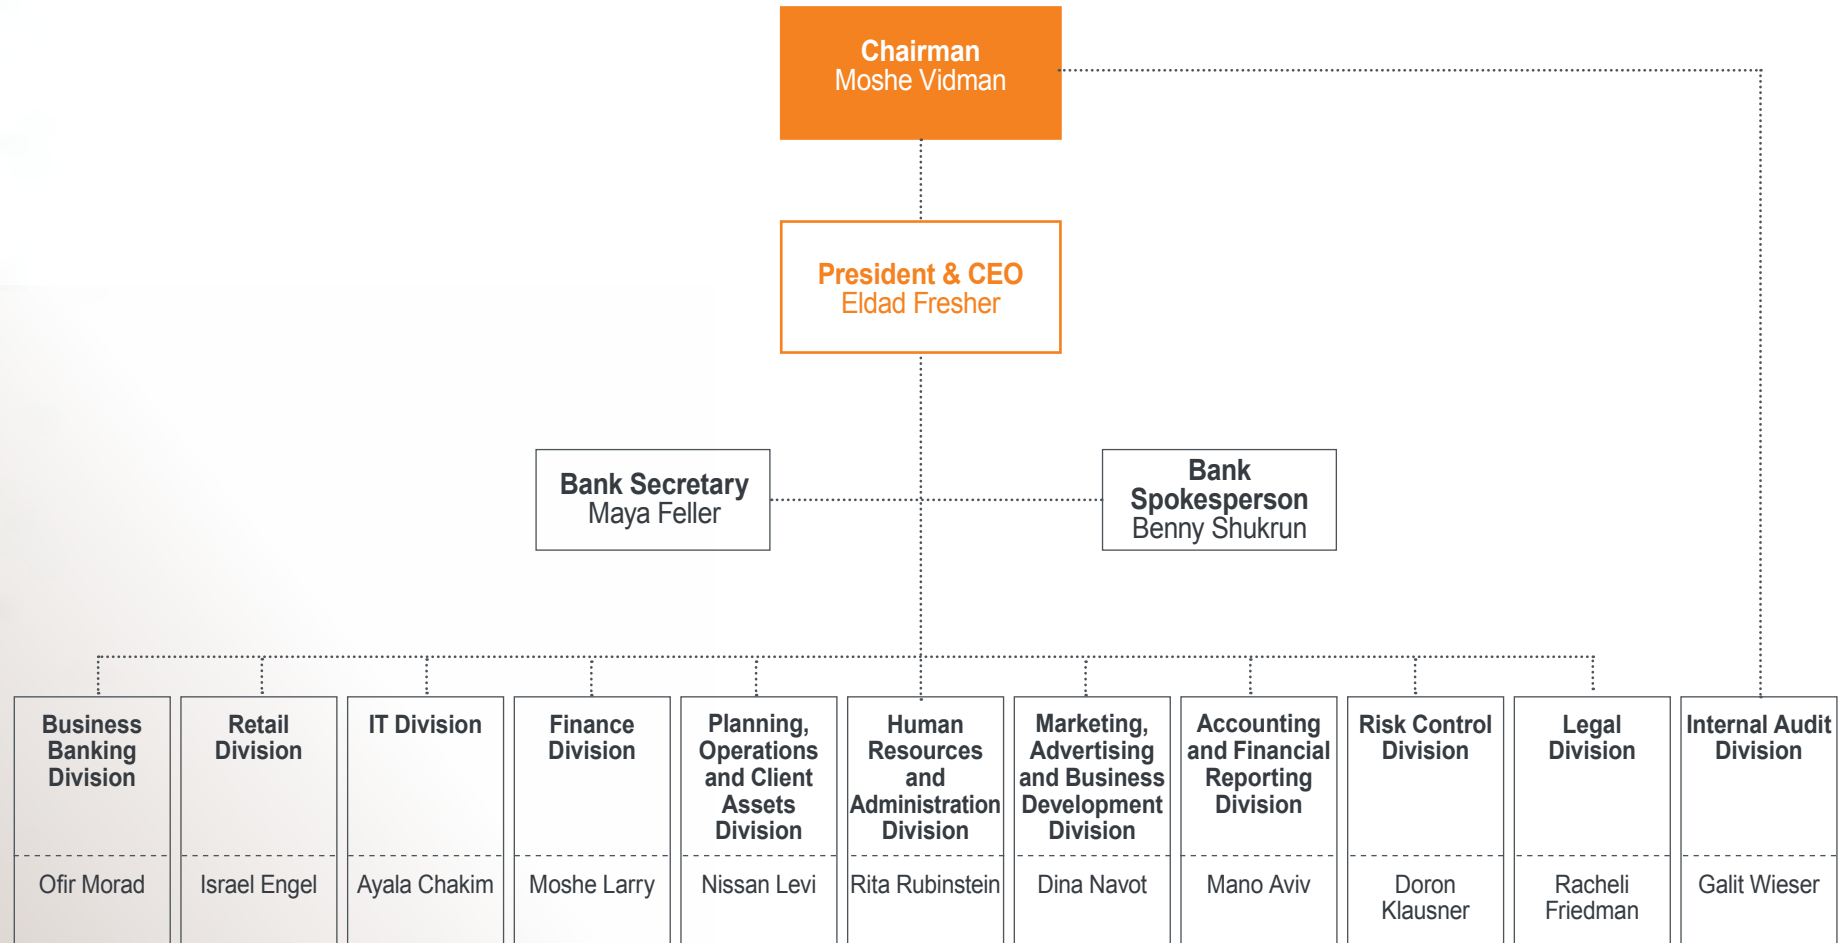 Chairman
Moshe Vidman
President & CEO
Eldad Fresher
Bank Secretary
Maya Feller
Bank
Spokesperson
Benny Shukrun
Business
Banking
Division
Ofir Morad
Retail
Division
Israel Engel
IT Division
Ayala Chakim
Finance
Division
Moshe Larry
Planning,
Operations
and Client
Assets
Division
Nissan Levi
Human
Resources
and
Administration
Division
Rita Rubinstein
Marketing,
Advertising
and Business
Development
Division
Dina Navot
Accounting
and Financial
Reporting
Division
Mano Aviv
Risk Control
Division
Doron
Klausner
Legal
Division
Racheli
Friedman
Internal Audit
Division
Galit Wieser